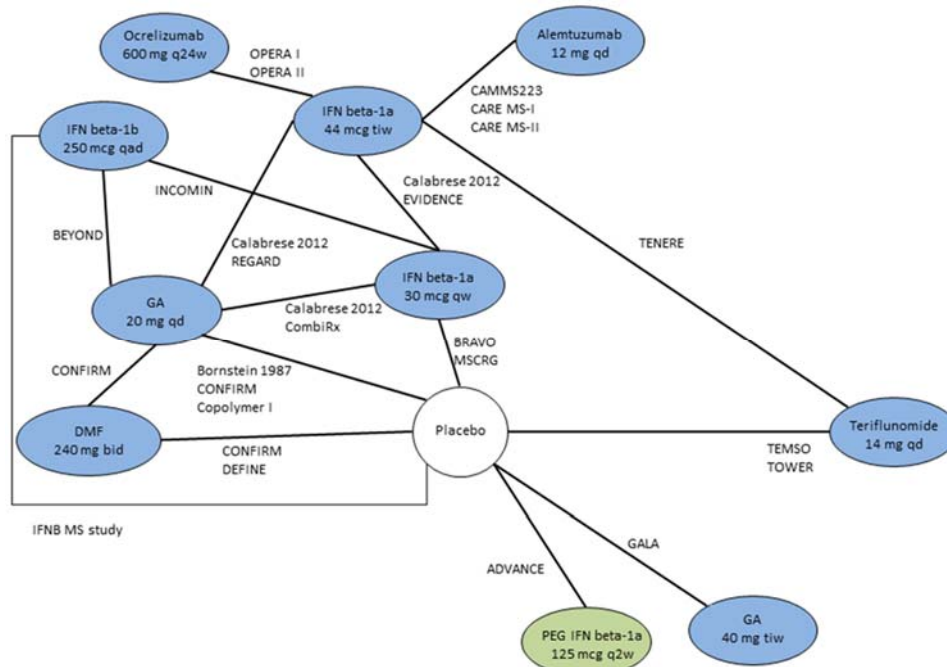 Ocrelizumab
600 mg q24w
OPERA I
OPERA II
Alemtuzumab
12 mg qd
IFN beta-1a
44 mcg tiw
CAMMS223
CARE MS-I
CARE MS-II
IFN beta-1b
250 mcg qad
INCOMIN
Calabrese 2012
EVIDENCE
BEYOND
Calabrese 2012
REGARD
TENERE
IFN beta-1a
30 mcg qw
GA
20 mg qd
Calabrese 2012
CombiRx
BRAVO
MSCRG
CONFIRM
Bornstein 1987
CONFIRM
Copolymer I
DMF
240 mg bid
CONFIRM
DEFINE
Placebo
Teriflunomide
14 mg qd
TEMSO
TOWER
IFNB MS study
GALA
ADVANCE
PEG IFN beta-1a
125 mcg q2w
GA
40 mg tiw